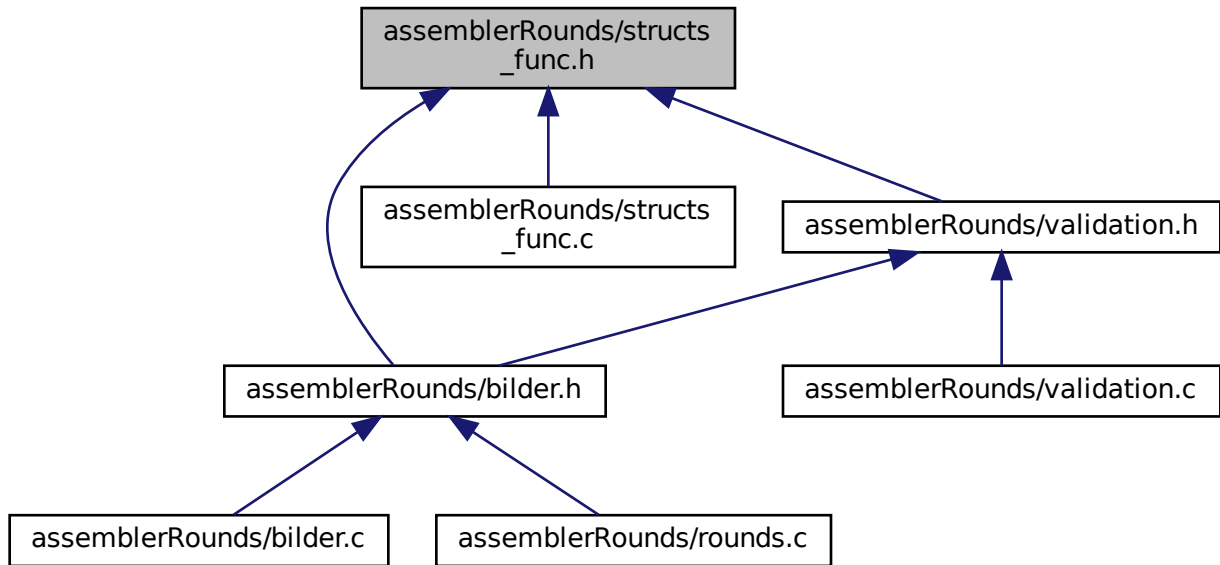 assemblerRounds/structs
_func.h
assemblerRounds/structs
_func.c
assemblerRounds/validation.h
assemblerRounds/bilder.h
assemblerRounds/validation.c
assemblerRounds/bilder.c
assemblerRounds/rounds.c